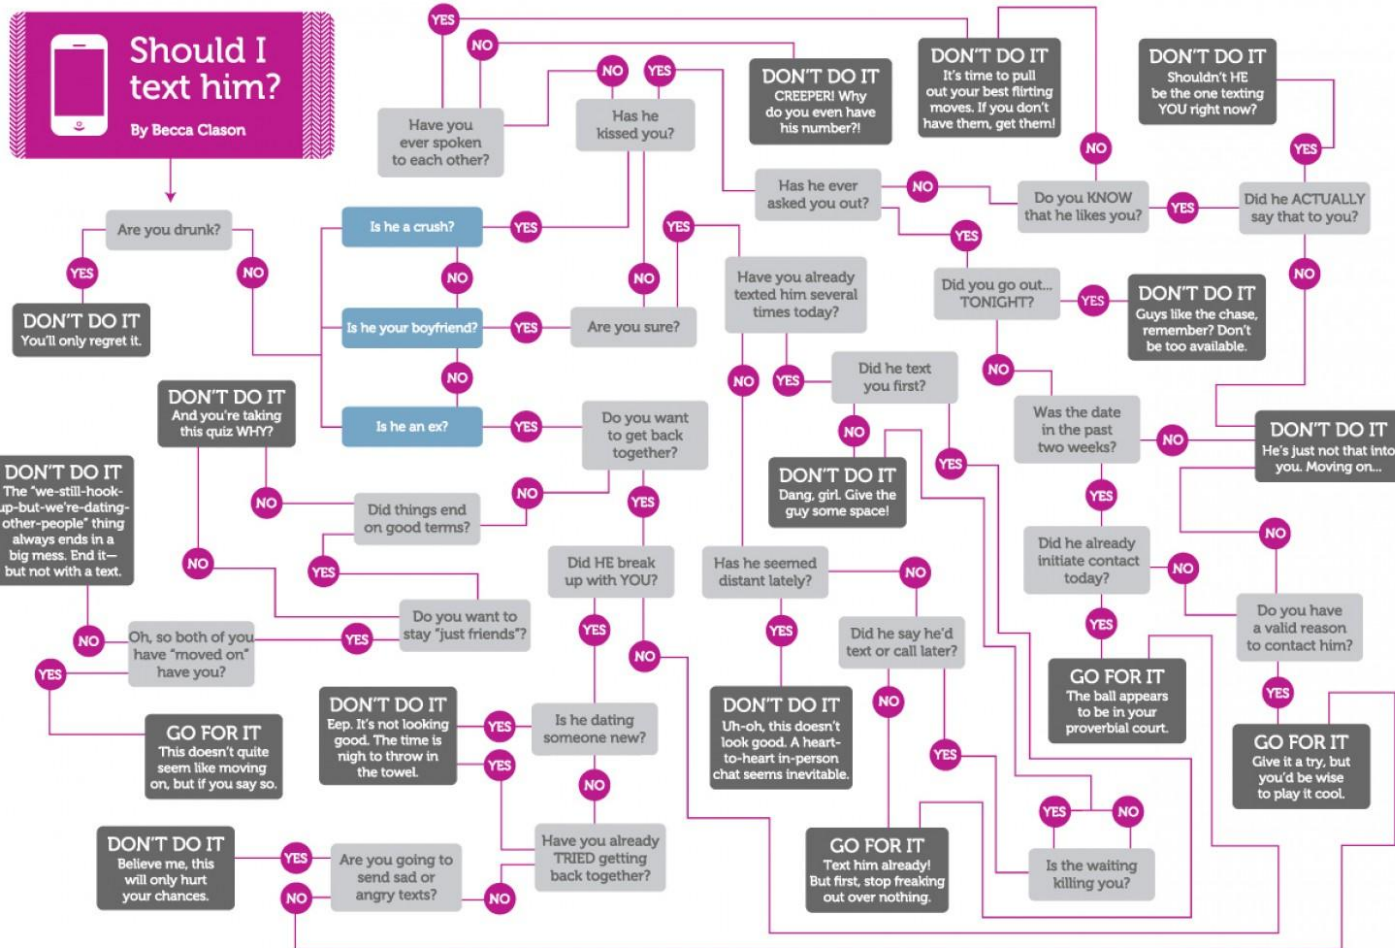 Should I
text him?
By Becca Clason
Are you drunk?
YES
NO
DON'T DO IT
You'll only regret it.
Is he a crush?
YES
NO
Is he your boyfriend?
YES
NO
Is he an ex?
YES
Have you
ever spoken
to each other?
YES
NO
DON'T DO IT
CREEPER! Why
do you even have
his number?!
DON'T DO IT
It's time to pull
out your best flirting
moves. If you don't
have them, get them!
Has he
kissed you?
NO
YES
NO
Are you sure?
YES
Has he ever
asked you out?
NO
YES
Do you KNOW
that he likes you?
NO
YES
Did he ACTUALLY
say that to you?
YES
NO
DON'T DO IT
Shouldn't HE
be the one texting
YOU right now?
Did you go out...
TONIGHT?
YES
NO
DON'T DO IT
Guys like the chase,
remember? Don't
be too available.
Have you already
texted him several
times today?
NO
YES
Did he text
you first?
NO
YES
DON'T DO IT
Dang, girl. Give the
guy some space!
Was the date
in the past
two weeks?
NO
YES
DON'T DO IT
He's just not that into
you. Moving on...
Did he already
initiate contact
today?
NO
YES
NO
Do you have
a valid reason
to contact him?
YES
GO FOR IT
The ball appears
to be in your
proverbial court.
GO FOR IT
Give it a try, but
you'd be wise
to play it cool.
Has he seemed
distant lately?
NO
YES
DON'T DO IT
Uh-oh, this doesn't
look good. A heart-
to-heart in-person
chat seems inevitable.
Did he say he'd
text or call later?
NO
YES
GO FOR IT
Text him already!
But first, stop freaking
out over nothing.
YES
NO
Is the waiting
killing you?
Do you want
to get back
together?
NO
YES
Did things end
on good terms?
NO
YES
DON'T DO IT
And you're taking
this quiz WHY?
NO
Do you want to
stay "just friends"?
YES
Oh, so both of you
have "moved on"
have you?
NO
YES
DON'T DO IT
The "we-still-hook-
up-but-we're-dating-
other-people" thing
always ends in a
big mess. End it—
but not with a text.
GO FOR IT
This doesn't quite
seem like moving
on, but if you say so.
Did HE break
up with YOU?
YES
NO
Is he dating
someone new?
YES
NO
DON'T DO IT
Eep. It's not looking
good. The time is
nigh to throw in
the towel.
YES
Have you already
TRIED getting
back together?
NO
Are you going to
send sad or
angry texts?
YES
NO
DON'T DO IT
Believe me, this
will only hurt
your chances.